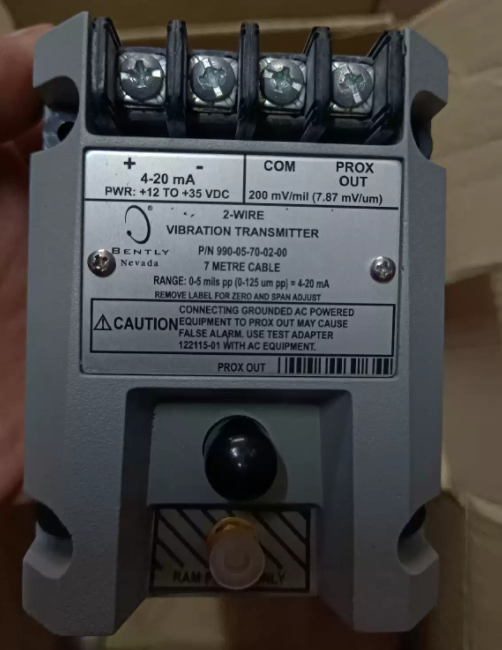 + - COM PROX
4-20 mA OUT
PWR: +12 TO +35 VDC 200 mV/mil (7.87 mV/um)
2-WIRE
VIBRATION TRANSMITTER
P/N 990-05-70-02-00
BENTLY
Nevada
®
7 METRE CABLE
RANGE: 0-5 mils pp (0-125 um pp) = 4-20 mA
REMOVE LABEL FOR ZERO AND SPAN ADJUST
CAUTION
CONNECTING GROUNDED AC POWERED
EQUIPMENT TO PROX OUT MAY CAUSE
FALSE ALARM. USE TEST ADAPTER
122115-01 WITH AC EQUIPMENT.
PROX OUT
RAM ONLY